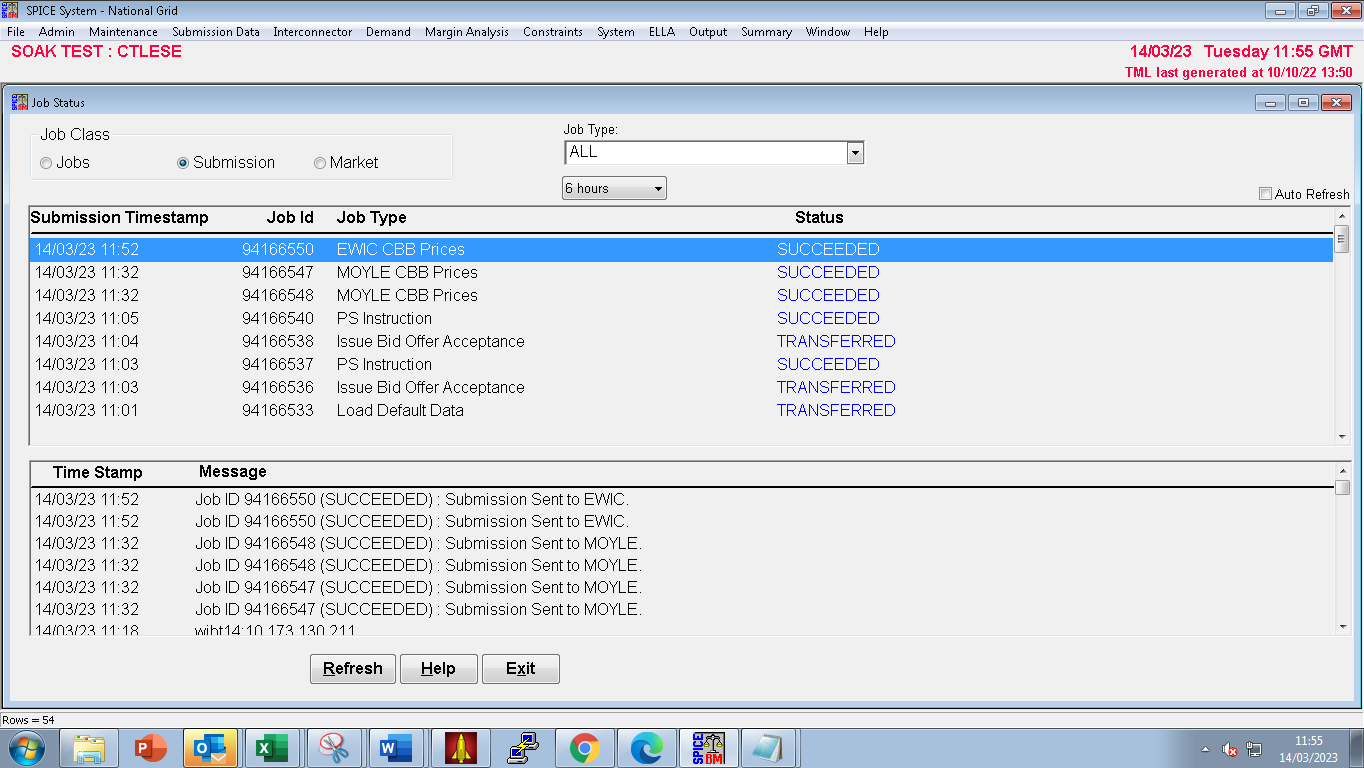 SPICE System - National Grid
File Admin Maintenance Submission Data Interconnector Demand Margin Analysis Constraints System ELLA Output Summary Window Help
SOAK TEST : CTLESE 14/03/23 Tuesday 11:55 GMT
TML last generated at 10/10/22 13:50
Job Status
Job Class
Jobs Submission Market
Job Type:
ALL
6 hours
Auto Refresh
Submission Timestamp Job Id Job Type Status
14/03/23 11:52 94166550 EWIC CBB Prices SUCCEEDED
14/03/23 11:32 94166547 MOYLE CBB Prices SUCCEEDED
14/03/23 11:32 94166548 MOYLE CBB Prices SUCCEEDED
14/03/23 11:05 94166540 PS Instruction SUCCEEDED
14/03/23 11:04 94166538 Issue Bid Offer Acceptance TRANSFERRED
14/03/23 11:03 94166537 PS Instruction SUCCEEDED
14/03/23 11:03 94166536 Issue Bid Offer Acceptance TRANSFERRED
14/03/23 11:01 94166533 Load Default Data TRANSFERRED
Time Stamp Message
14/03/23 11:52 Job ID 94166550 (SUCCEEDED) : Submission Sent to EWIC.
14/03/23 11:52 Job ID 94166550 (SUCCEEDED) : Submission Sent to EWIC.
14/03/23 11:32 Job ID 94166548 (SUCCEEDED) : Submission Sent to MOYLE.
14/03/23 11:32 Job ID 94166548 (SUCCEEDED) : Submission Sent to MOYLE.
14/03/23 11:32 Job ID 94166547 (SUCCEEDED) : Submission Sent to MOYLE.
14/03/23 11:32 Job ID 94166547 (SUCCEEDED) : Submission Sent to MOYLE.
14/03/23 11:18 wiht14:10.173.130.211
Refresh Help Exit
Rows = 54
SPICE
BM
11:55
14/03/2023